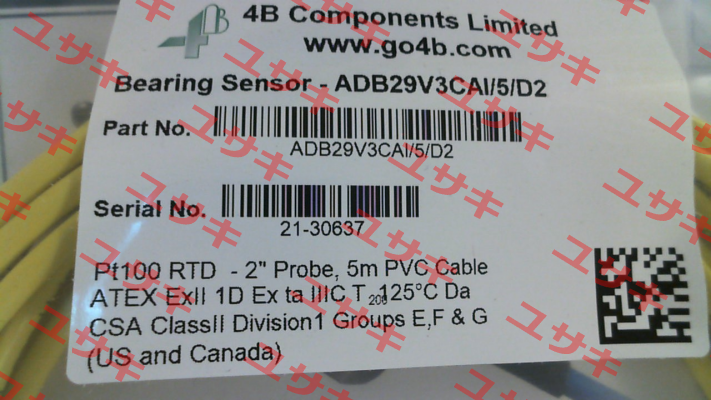 4B Components Limited
www.go4b.com
Bearing Sensor - ADB29V3CAI/5/D2
Part No.
ADB29V3CAI/5/D2
Serial No.
21-30637
Pt100 RTD - 2" Probe, 5m PVC Cable
ATEX ExII 1D Ex ta IIIC T 200 125°C Da
CSA ClassII Division1 Groups E,F & G
(US and Canada)
ユサキ